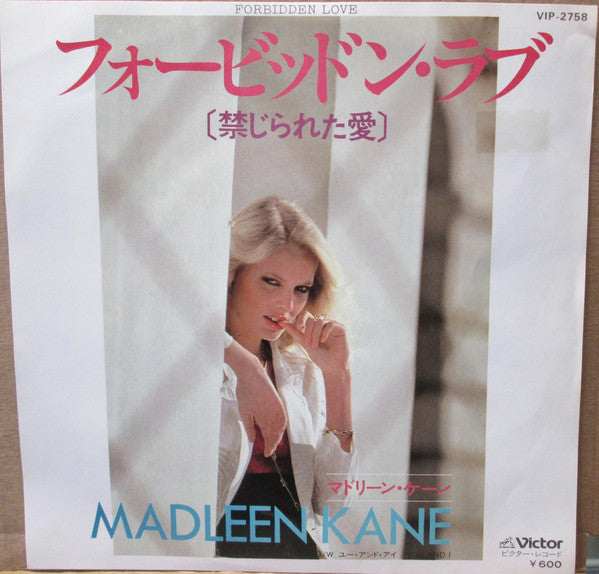 FORBIDDEN LOVE
VIP-2758
フォービッドン・ラブ
〔禁じられた愛〕
マドリーン・ケーン
MADLEEN KANE
C/W ユー・アンド・アイ YOU AND I
Victor
ビクター・レコード
¥600